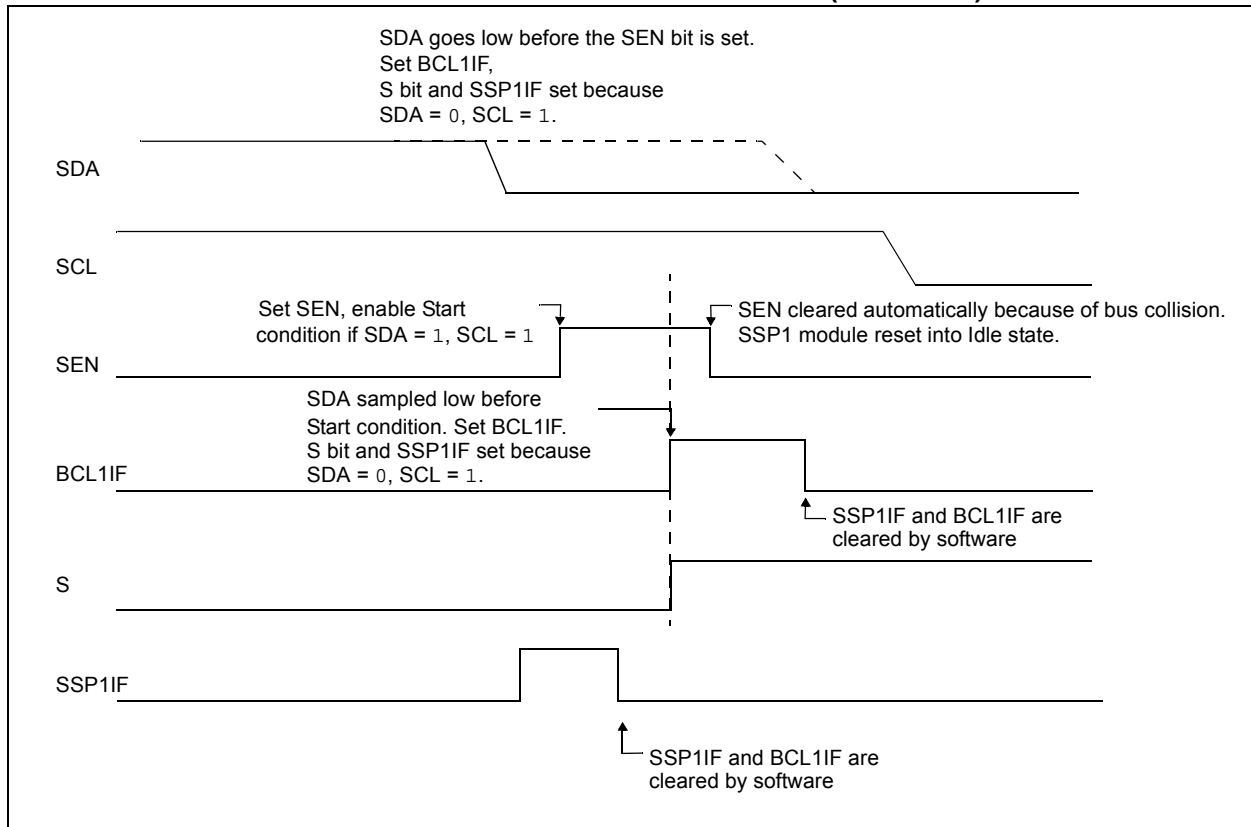 SDA goes low before the SEN bit is set.
Set BCL1IF,
S bit and SSP1IF set because
SDA = 0, SCL = 1.
SDA
SCL
Set SEN, enable Start
condition if SDA = 1, SCL = 1
SEN cleared automatically because of bus collision.
SSP1 module reset into Idle state.
SEN
SDA sampled low before
Start condition. Set BCL1IF.
S bit and SSP1IF set because
SDA = 0, SCL = 1.
BCL1IF
SSP1IF and BCL1IF are
cleared by software
S
SSP1IF
SSP1IF and BCL1IF are
cleared by software